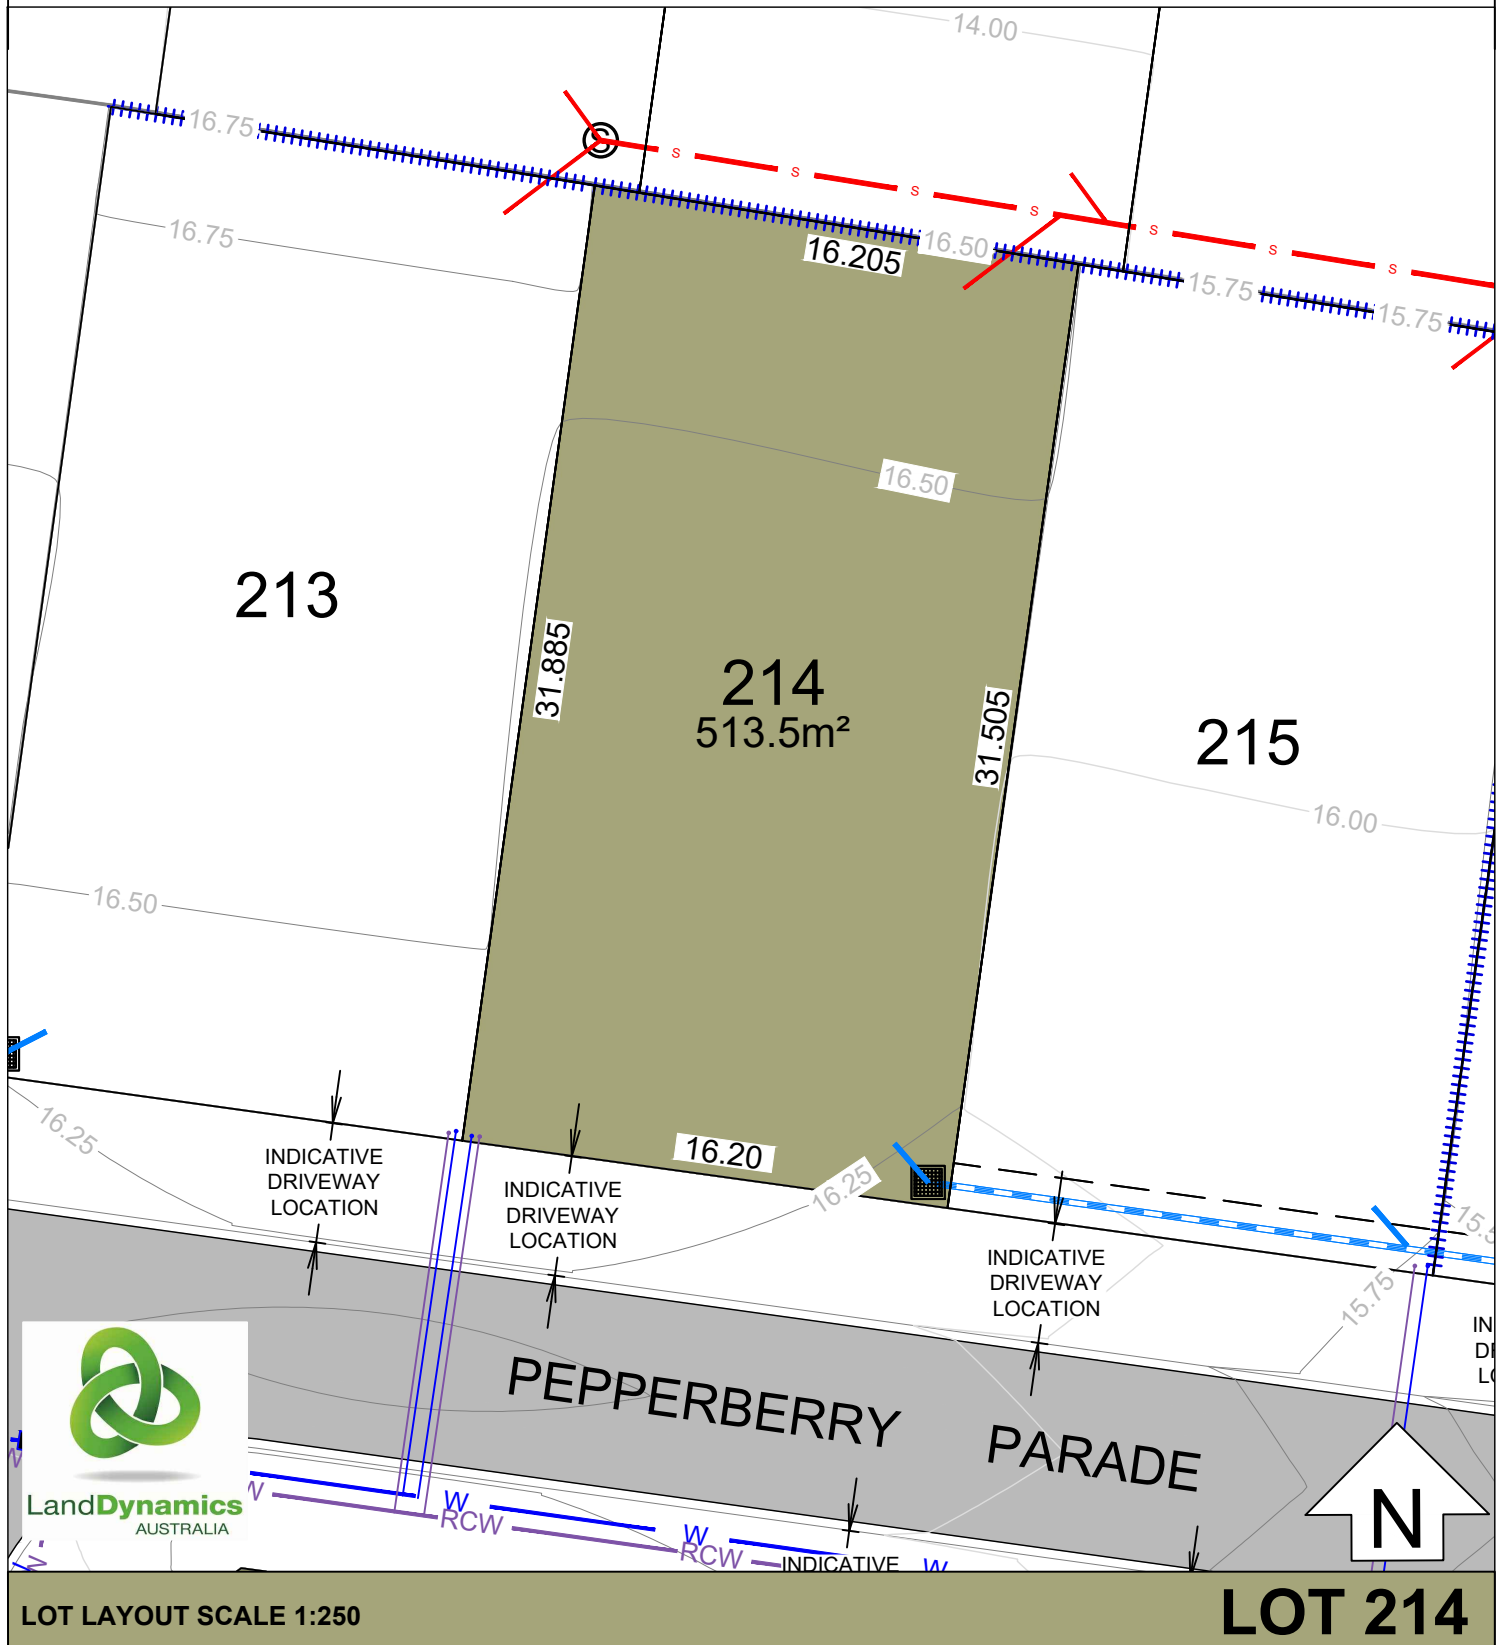 14.00
16.75
S
s
s
s
s
s
s
s
16.75
16.205
16.50
15.75
15.75
16.50
213
31.885
214
513.5m²
31.505
215
16.00
16.50
16.25
INDICATIVE
DRIVEWAY
LOCATION
16.20
16.25
INDICATIVE
DRIVEWAY
LOCATION
INDICATIVE
DRIVEWAY
LOCATION
15.75
PEPPERBERRY PARADE
LandDynamics
AUSTRALIA
W
RCW
W
RCW
INDICATIVE
W
N
LOT LAYOUT SCALE 1:250
LOT 214